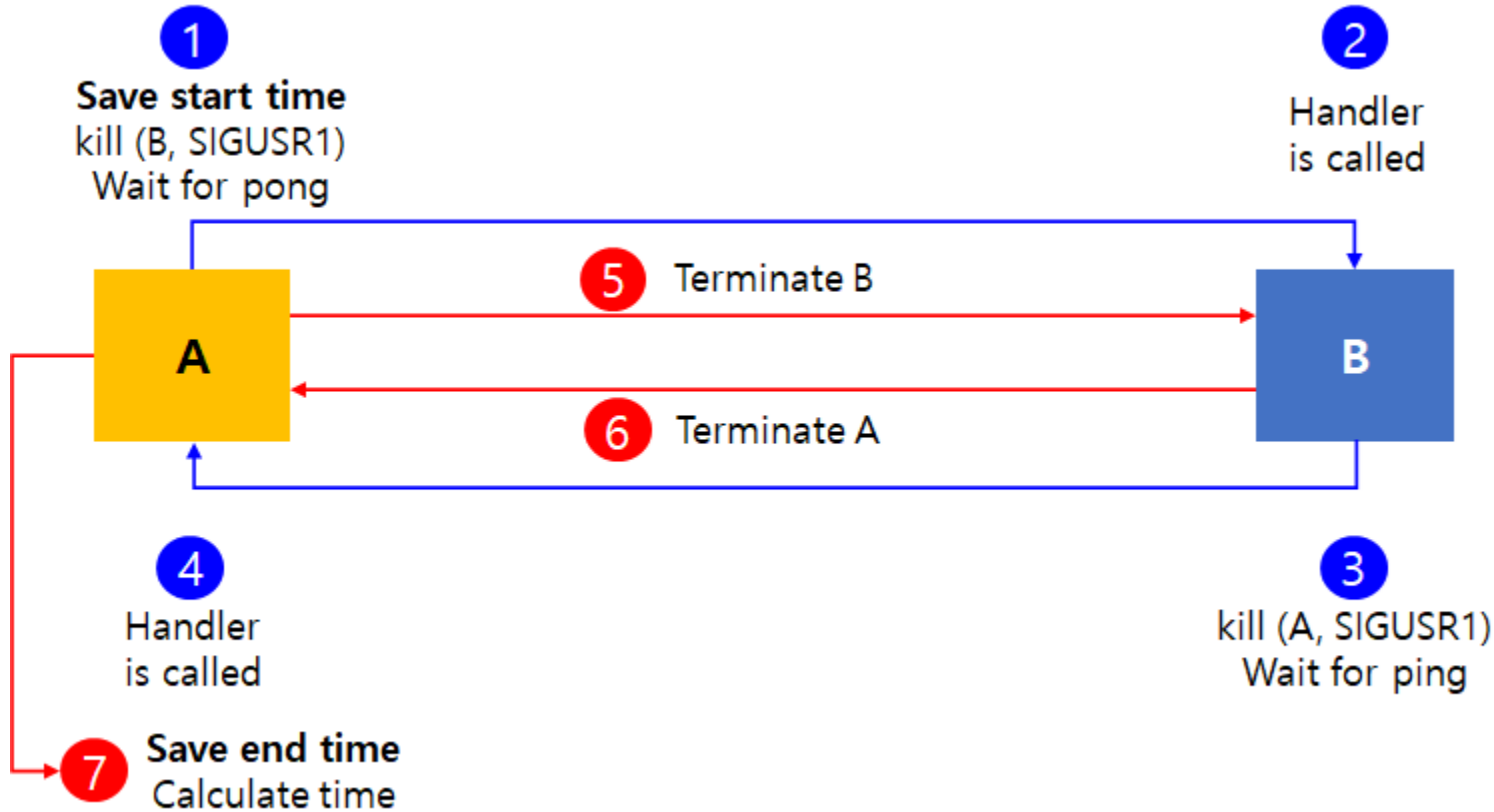 1
Save start time
kill (B, SIGUSR1)
Wait for pong
2
Handler
is called
5 Terminate B
A
B
6 Terminate A
4
Handler
is called
3
kill (A, SIGUSR1)
Wait for ping
7 Save end time
Calculate time